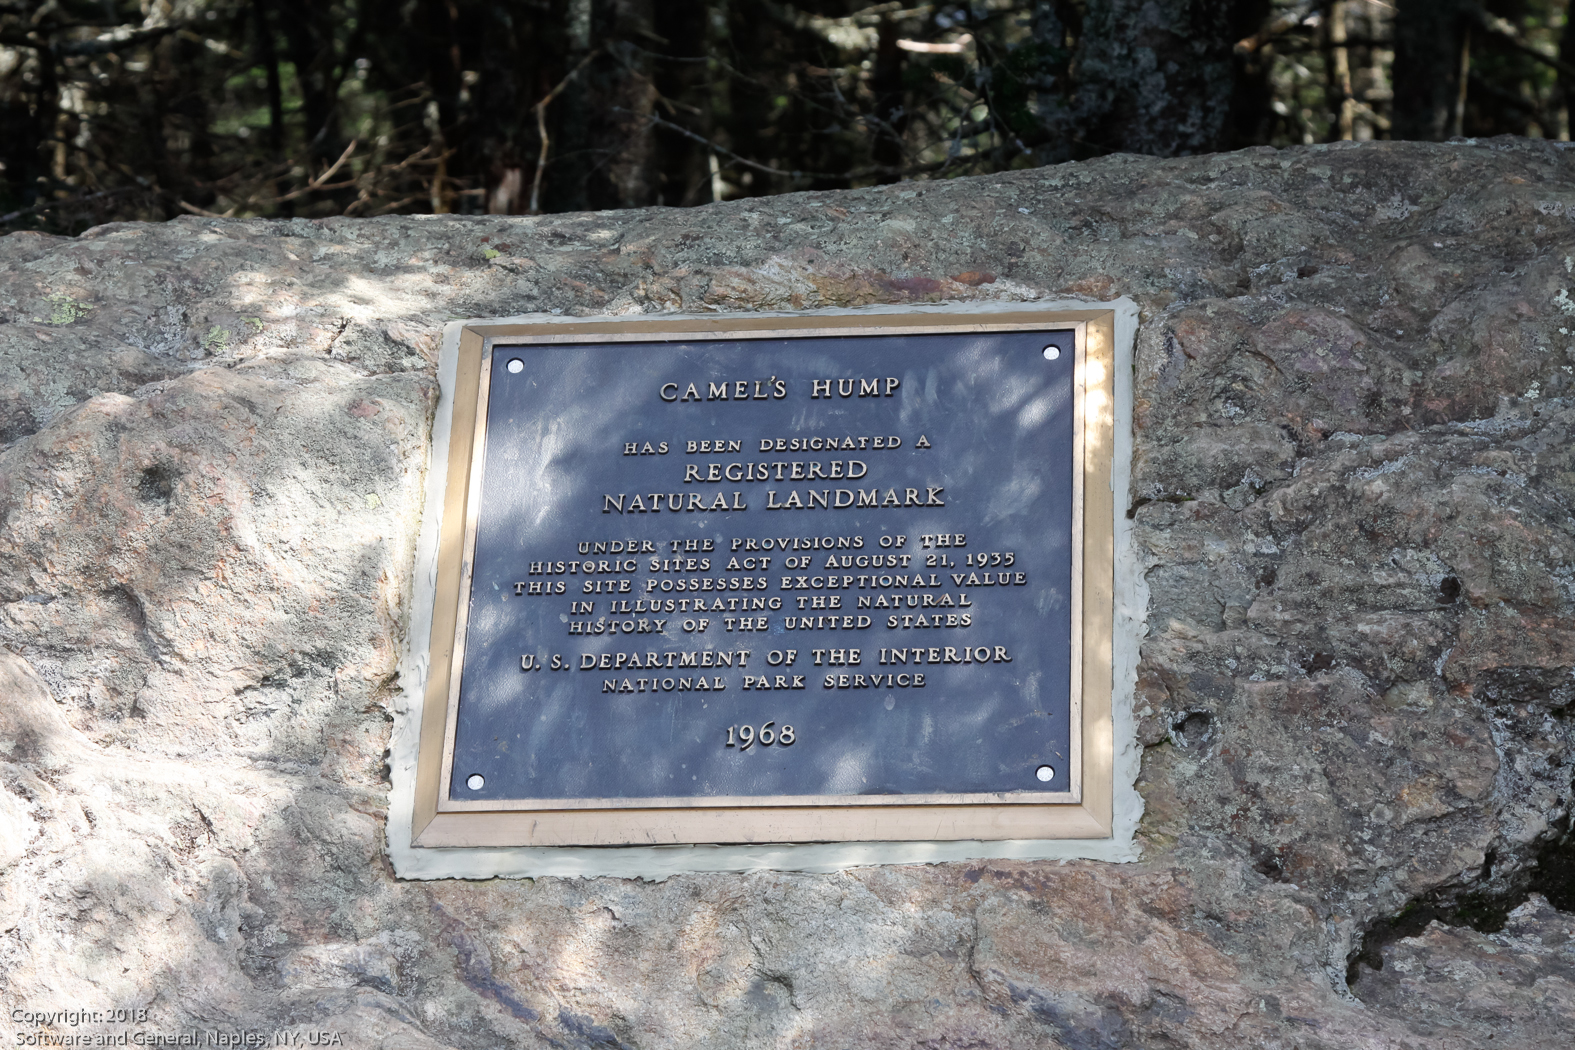 CAMEL'S HUMP
HAS BEEN DESIGNATED A
REGISTERED
NATURAL LANDMARK
UNDER THE PROVISIONS OF THE
HISTORIC SITES ACT OF AUGUST 21, 1935
THIS SITE POSSESSES EXCEPTIONAL VALUE
IN ILLUSTRATING THE NATURAL
HISTORY OF THE UNITED STATES
U. S. DEPARTMENT OF THE INTERIOR
NATIONAL PARK SERVICE
1968
Copyright: 2018
Software and General, Naples, NY, USA